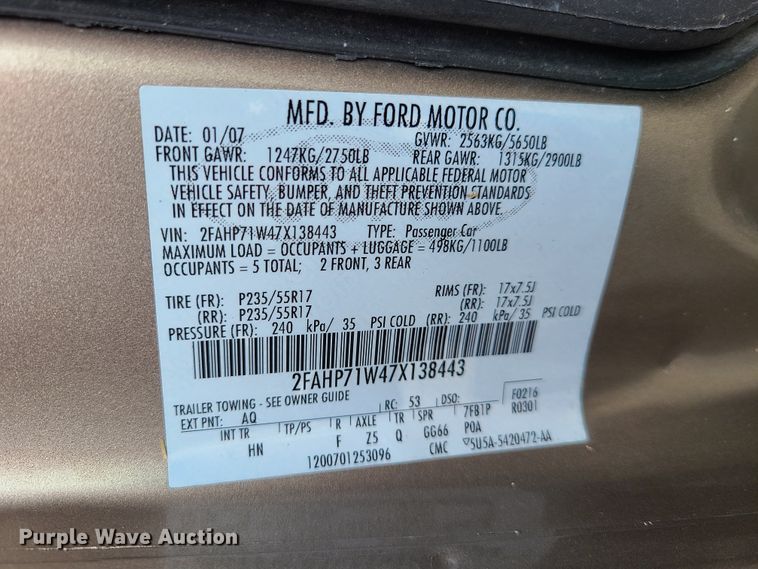 MFD. BY FORD MOTOR CO.
DATE: 01/07 GVWR: 2563KG/5650LB
FRONT GAWR: 1247KG/2750LB REAR GAWR: 1315KG/2900LB
THIS VEHICLE CONFORMS TO ALL APPLICABLE FEDERAL MOTOR
VEHICLE SAFETY, BUMPER, AND THEFT PREVENTION STANDARDS
IN EFFECT ON THE DATE OF MANUFACTURE SHOWN ABOVE.
VIN: 2FAHP71W47X138443 TYPE: Passenger Car
MAXIMUM LOAD = OCCUPANTS + LUGGAGE = 498KG/1100LB
OCCUPANTS = 5 TOTAL; 2 FRONT, 3 REAR
TIRE (FR): P235/55R17 RIMS (FR): 17x7.5J
(RR): P235/55R17 (RR): 17x7.5J
PRESSURE (FR): 240 kPa/ 35 PSI COLD (RR): 240 kPa/ 35 PSI COLD
2FAHP71W47X138443
TRAILER TOWING - SEE OWNER GUIDE
EXT PNT: AQ RC: 53 DSO: F0216
INT TR TP/PS R AXLE TR SPR 7FB1P R0301
HN F Z5 Q GG66 POA
1200701253096 CMC ▽5U5A-5420472-AA
Purple Wave Auction